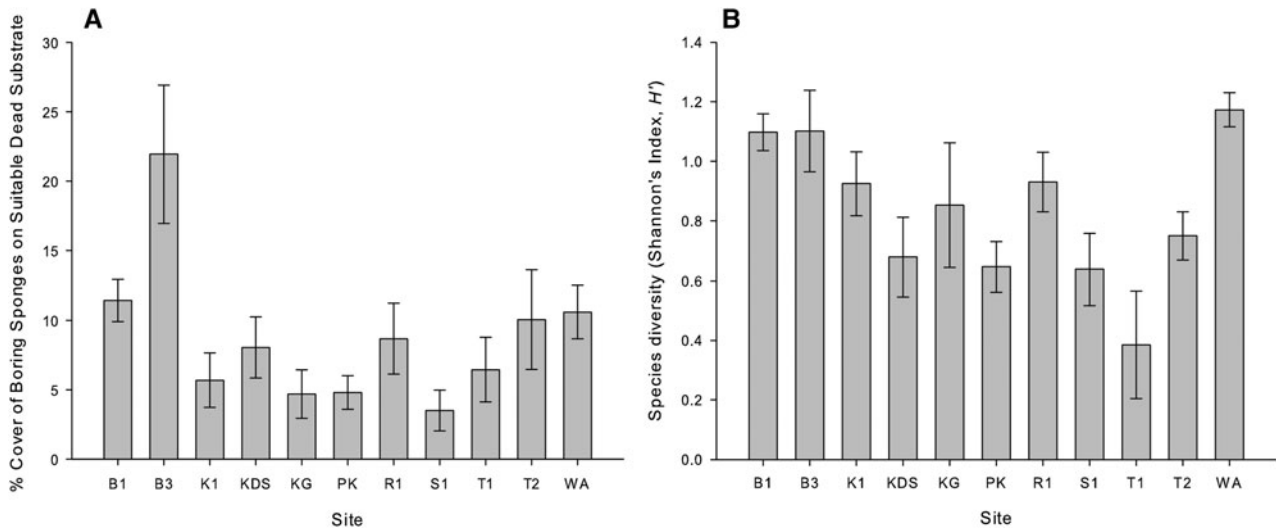 A
% Cover of Boring Sponges on Suitable Dead Substrate
30
25
20
15
10
5
0
B1 B3 K1 KDS KG PK R1 S1 T1 T2 WA
Site
B
Species diversity (Shannon's Index, H')
1.4
1.2
1.0
0.8
0.6
0.4
0.2
0.0
B1 B3 K1 KDS KG PK R1 S1 T1 T2 WA
Site